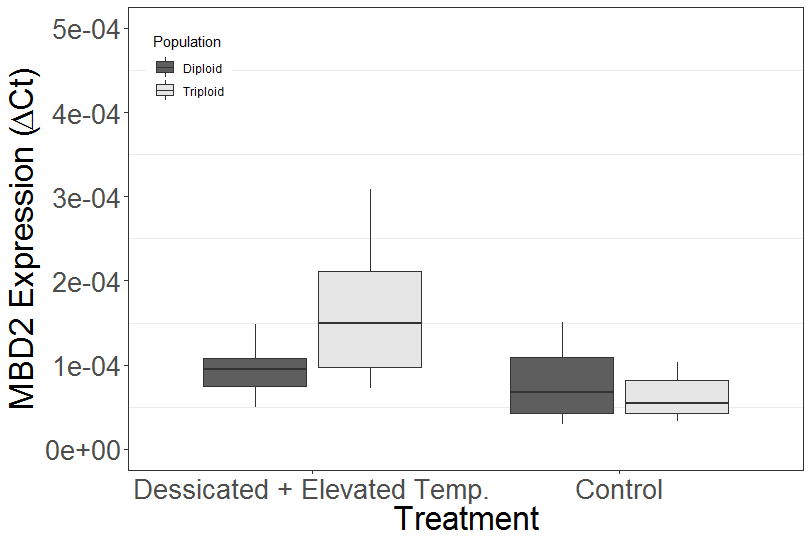 5e-04
4e-04
3e-04
2e-04
1e-04
0e+00
MBD2 Expression (ΔCt)
Population
Diploid
Triploid
Dessicated + Elevated Temp.
Control
Treatment